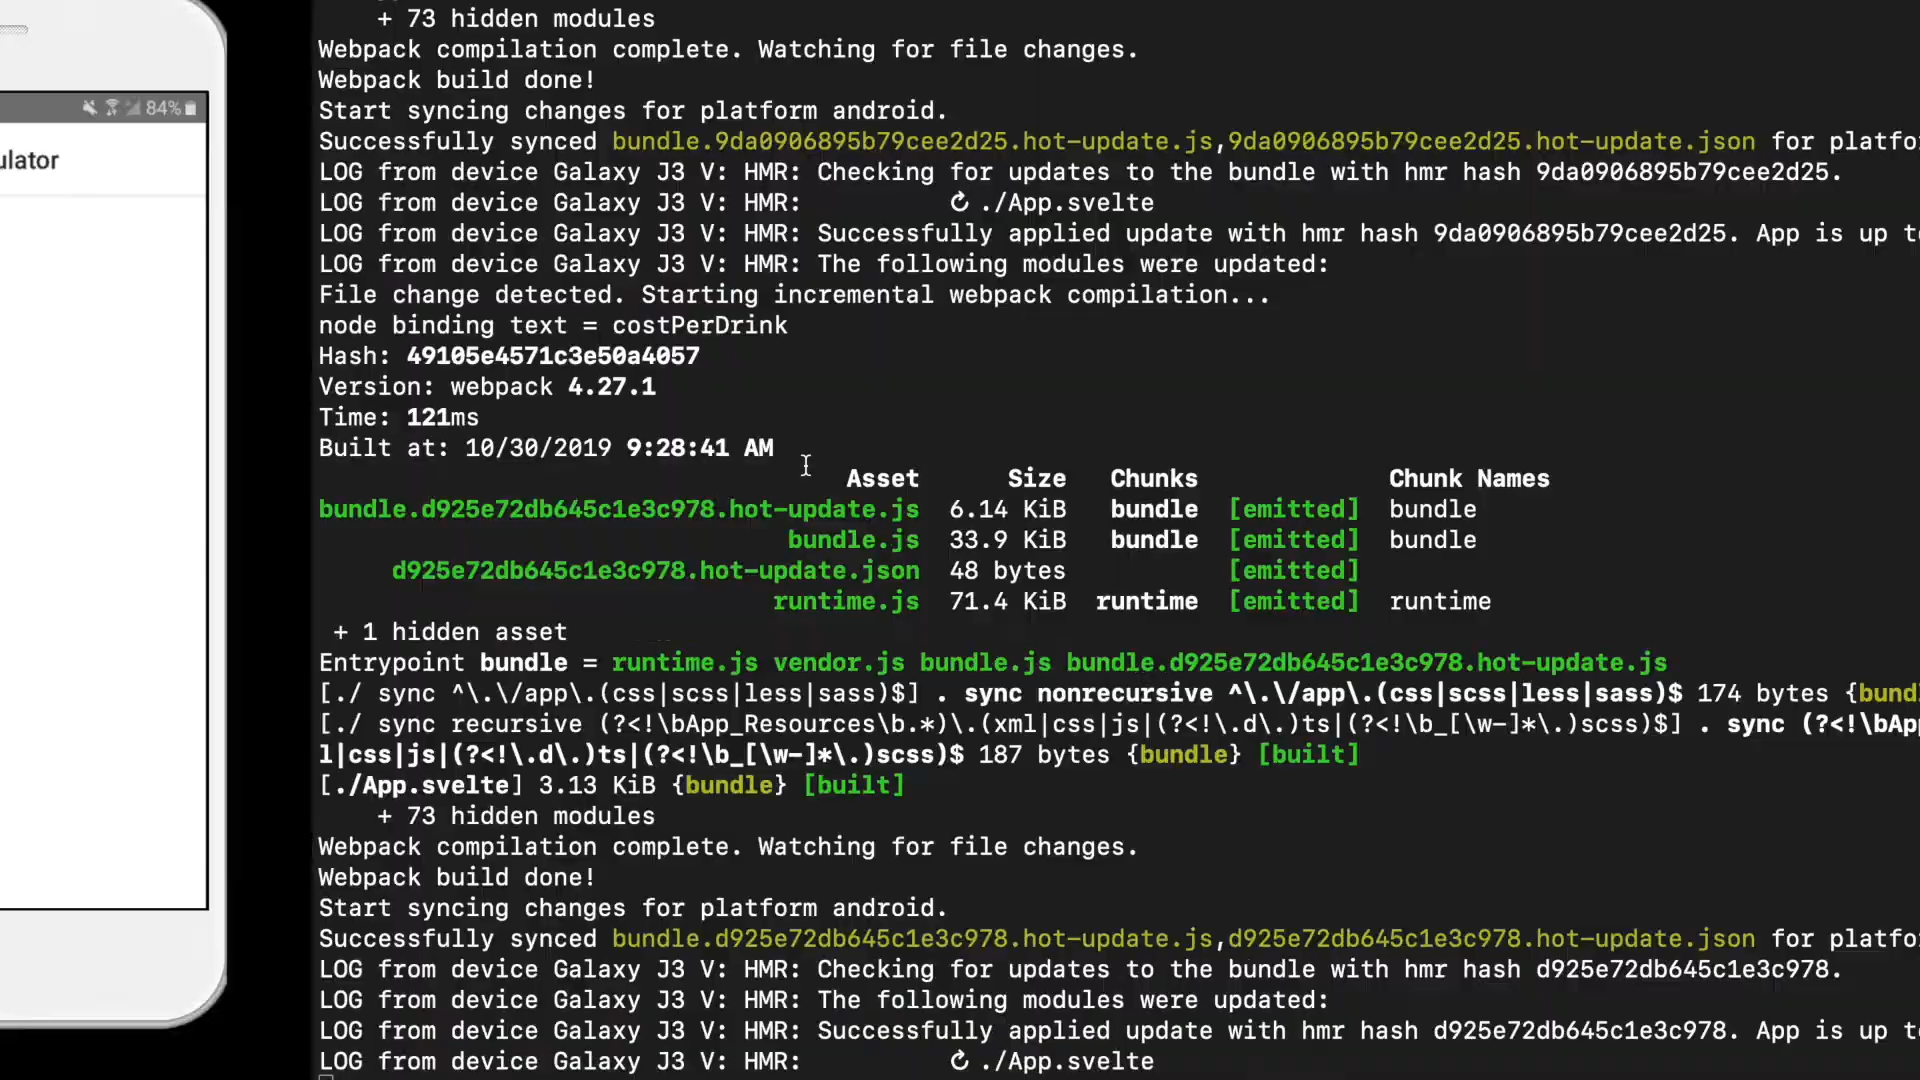 84%
ulator
+ 73 hidden modules
Webpack compilation complete. Watching for file changes.
Webpack build done!
Start syncing changes for platform android.
Successfully synced bundle.9da0906895b79cee2d25.hot-update.js,9da0906895b79cee2d25.hot-update.json for platfo
LOG from device Galaxy J3 V: HMR: Checking for updates to the bundle with hmr hash 9da0906895b79cee2d25.
LOG from device Galaxy J3 V: HMR: ↻ ./App.svelte
LOG from device Galaxy J3 V: HMR: Successfully applied update with hmr hash 9da0906895b79cee2d25. App is up t
LOG from device Galaxy J3 V: HMR: The following modules were updated:
File change detected. Starting incremental webpack compilation...
node binding text = costPerDrink
Hash: 49105e4571c3e50a4057
Version: webpack 4.27.1
Time: 121ms
Built at: 10/30/2019 9:28:41 AM
Asset Size Chunks Chunk Names
bundle.d925e72db645c1e3c978.hot-update.js 6.14 KiB bundle [emitted] bundle
bundle.js 33.9 KiB bundle [emitted] bundle
d925e72db645c1e3c978.hot-update.json 48 bytes [emitted]
runtime.js 71.4 KiB runtime [emitted] runtime
+ 1 hidden asset
Entrypoint bundle = runtime.js vendor.js bundle.js bundle.d925e72db645c1e3c978.hot-update.js
[./ sync ^\.\/app\.(css|scss|less|sass)$] . sync nonrecursive ^\.\/app\.(css|scss|less|sass)$ 174 bytes {bund
[./ sync recursive (?<!\bApp_Resources\b.*)\.(xml|css|js|(?<!\.d\.)ts|(?<!\b_[\w-]*\.)scss)$] . sync (?<!\bAp
l|css|js|(?<!\.d\.)ts|(?<!\b_[\w-]*\.)scss)$ 187 bytes {bundle} [built]
[./App.svelte] 3.13 KiB {bundle} [built]
+ 73 hidden modules
Webpack compilation complete. Watching for file changes.
Webpack build done!
Start syncing changes for platform android.
Successfully synced bundle.d925e72db645c1e3c978.hot-update.js,d925e72db645c1e3c978.hot-update.json for platfo
LOG from device Galaxy J3 V: HMR: Checking for updates to the bundle with hmr hash d925e72db645c1e3c978.
LOG from device Galaxy J3 V: HMR: The following modules were updated:
LOG from device Galaxy J3 V: HMR: Successfully applied update with hmr hash d925e72db645c1e3c978. App is up t
LOG from device Galaxy J3 V: HMR: ↻ ./App.svelte